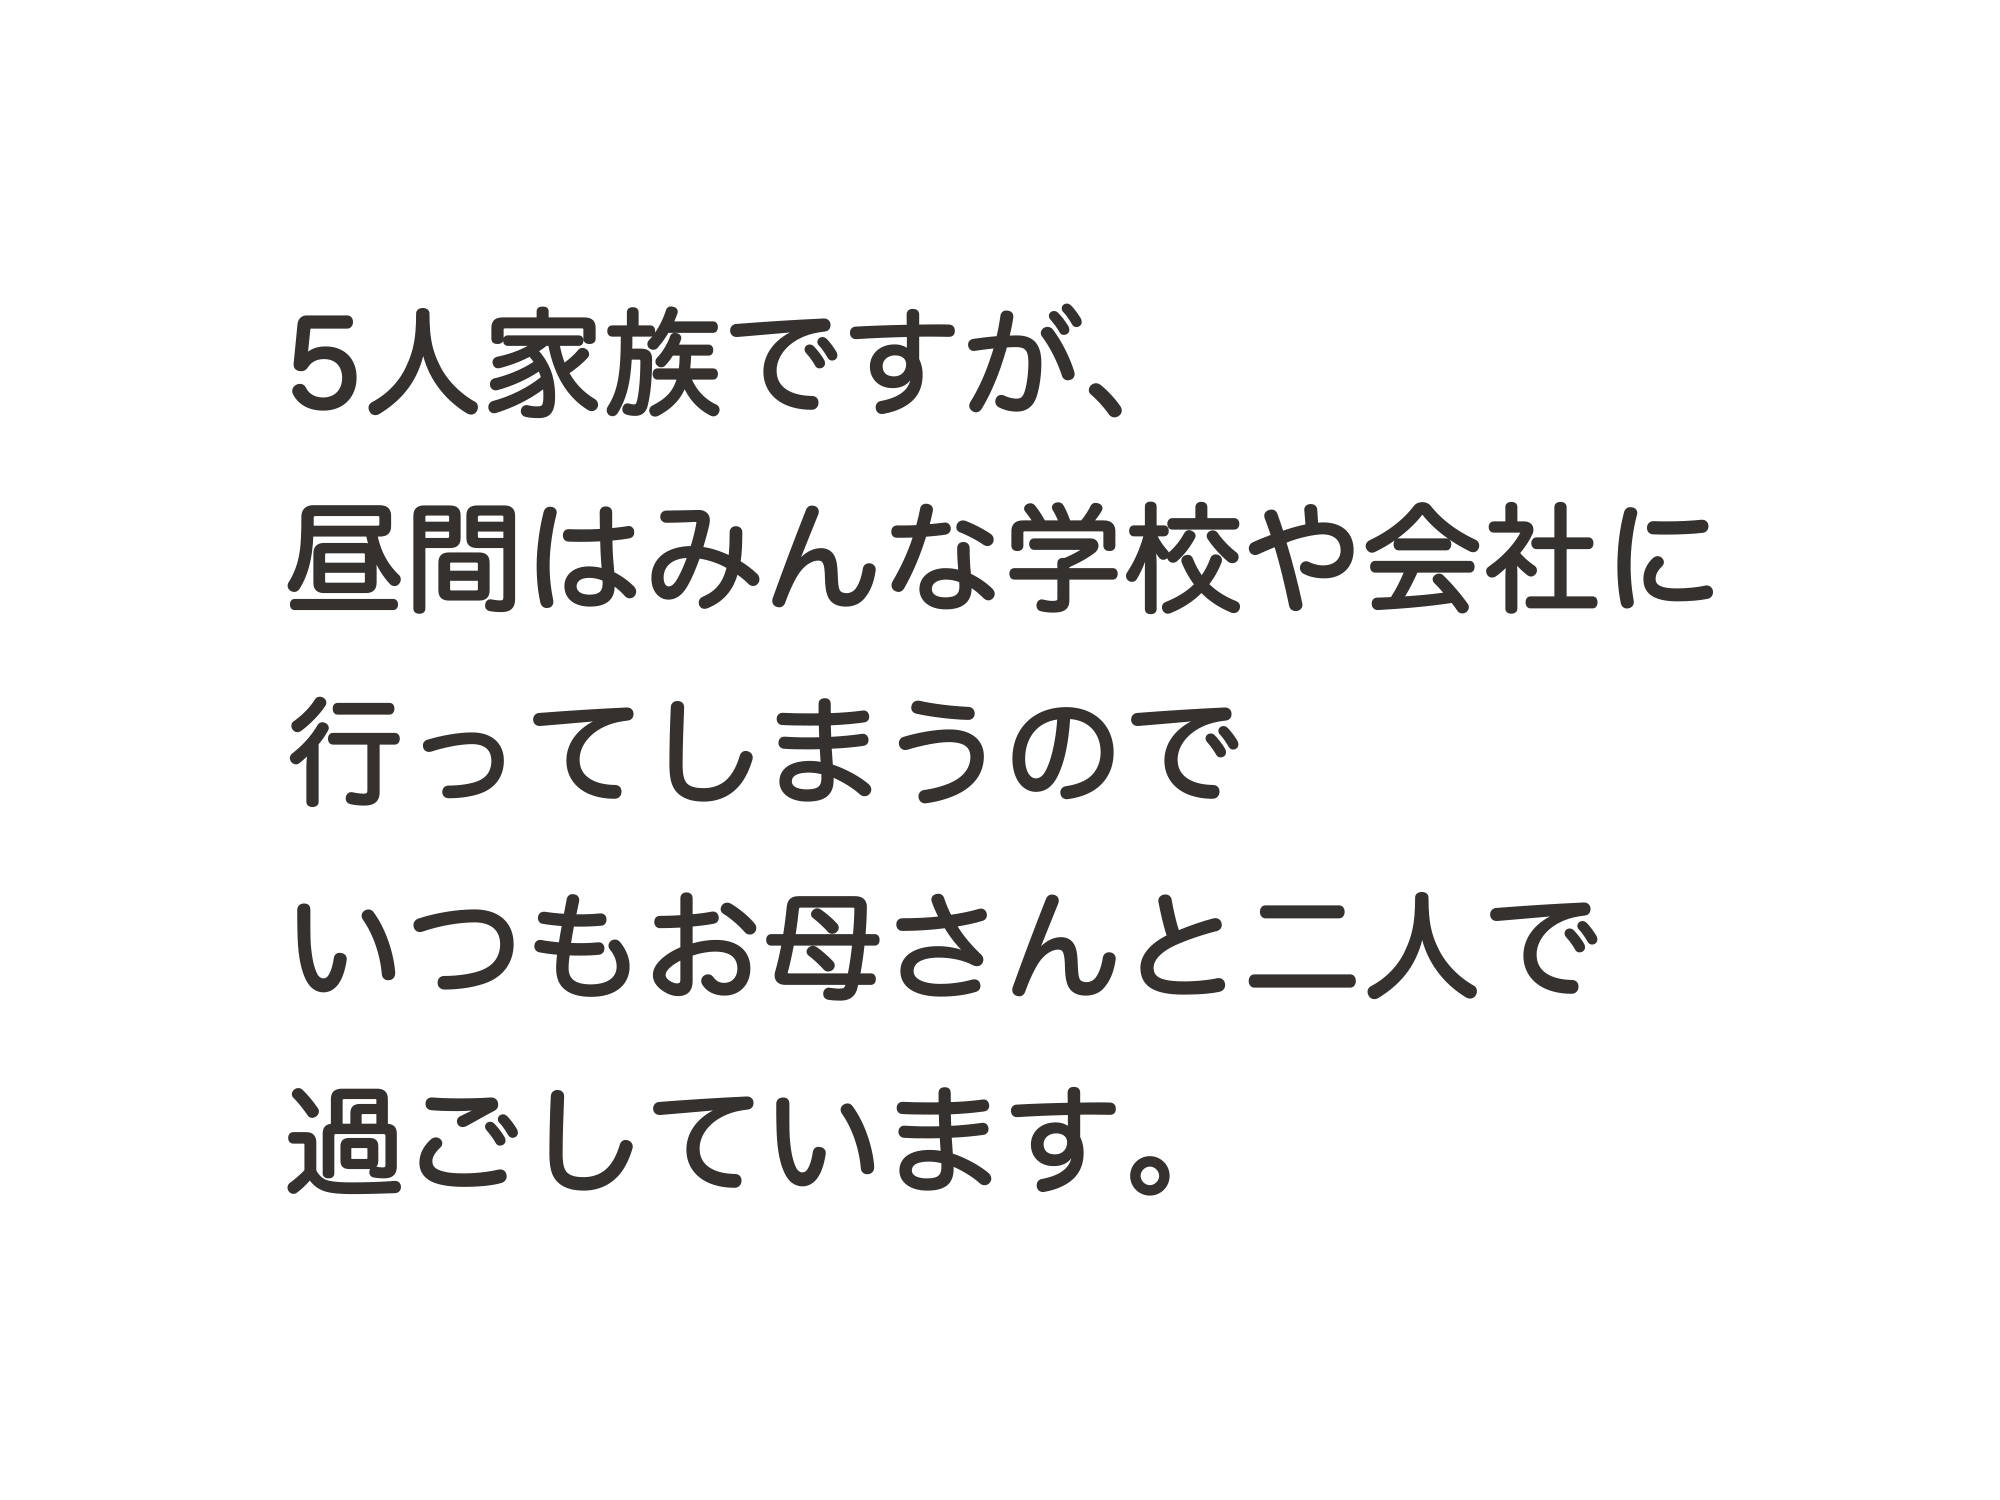 5人家族ですが、
昼間はみんな学校や会社に
行ってしまうので
いつもお母さんと二人で
過ごしています。